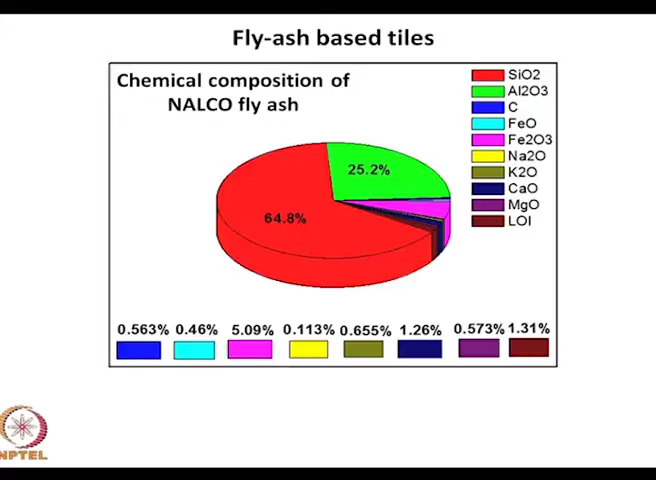 Fly-ash based tiles
Chemical composition of
NALCO fly ash
SiO2
Al2O3
C
FeO
Fe2O3
Na2O
K2O
CaO
MgO
LOI
25.2%
64.8%
0.563% 0.46% 5.09% 0.113% 0.655% 1.26% 0.573% 1.31%
NPTEL